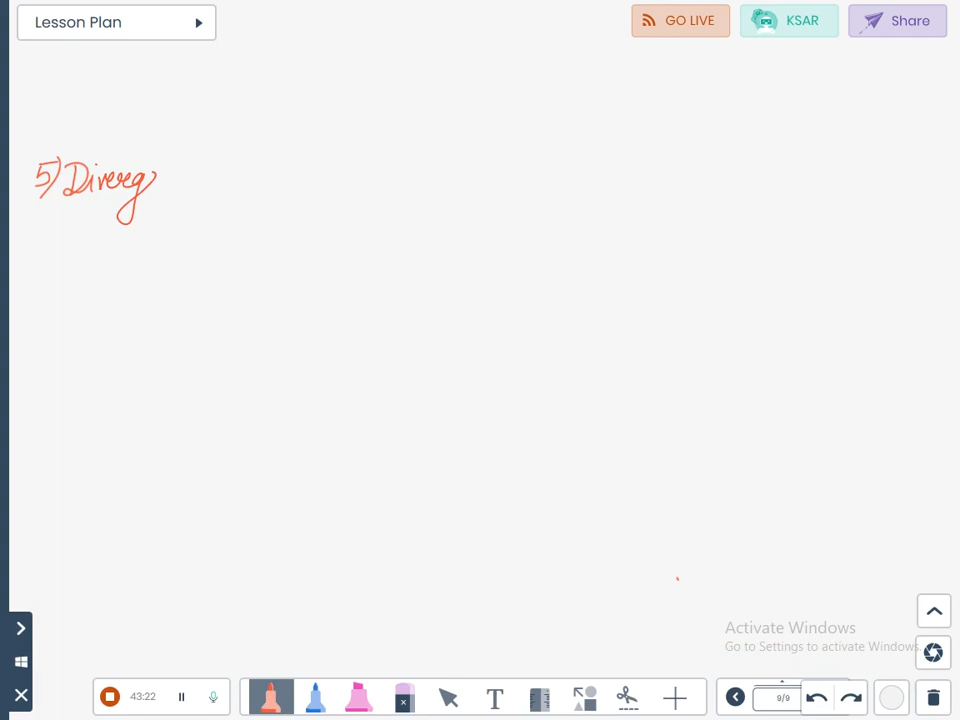 Lesson Plan
GO LIVE
KSAR
Share
5) Divereg
Activate Windows
Go to Settings to activate Windows.
43:22
T
9/9